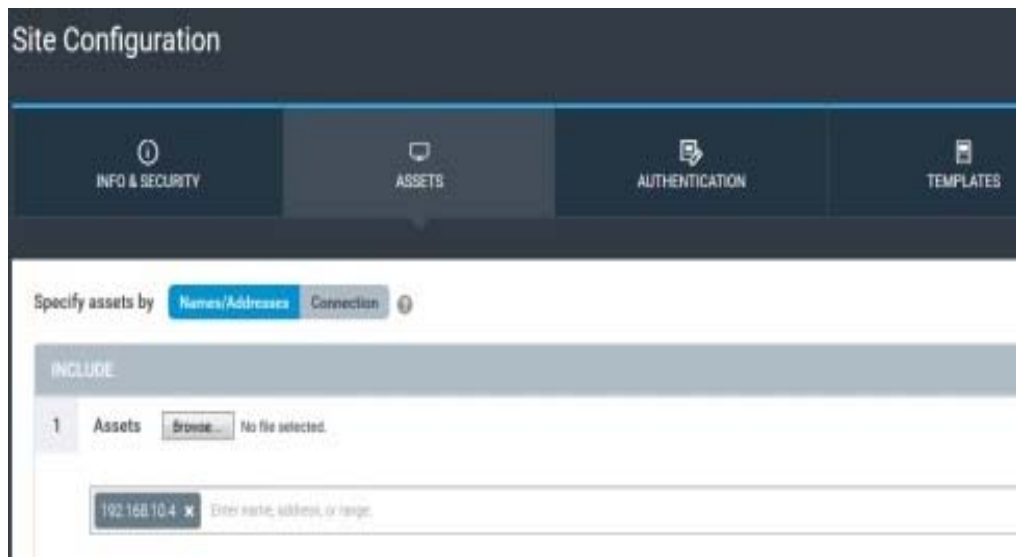 Site Configuration
INFO & SECURITY
ASSETS
AUTHENTICATION
TEMPLATES
Specify assets by Names/Addresses Connection
INCLUDE
1 Assets Browse... No file selected.
192.168.10.4 × Enter name, address, or range.